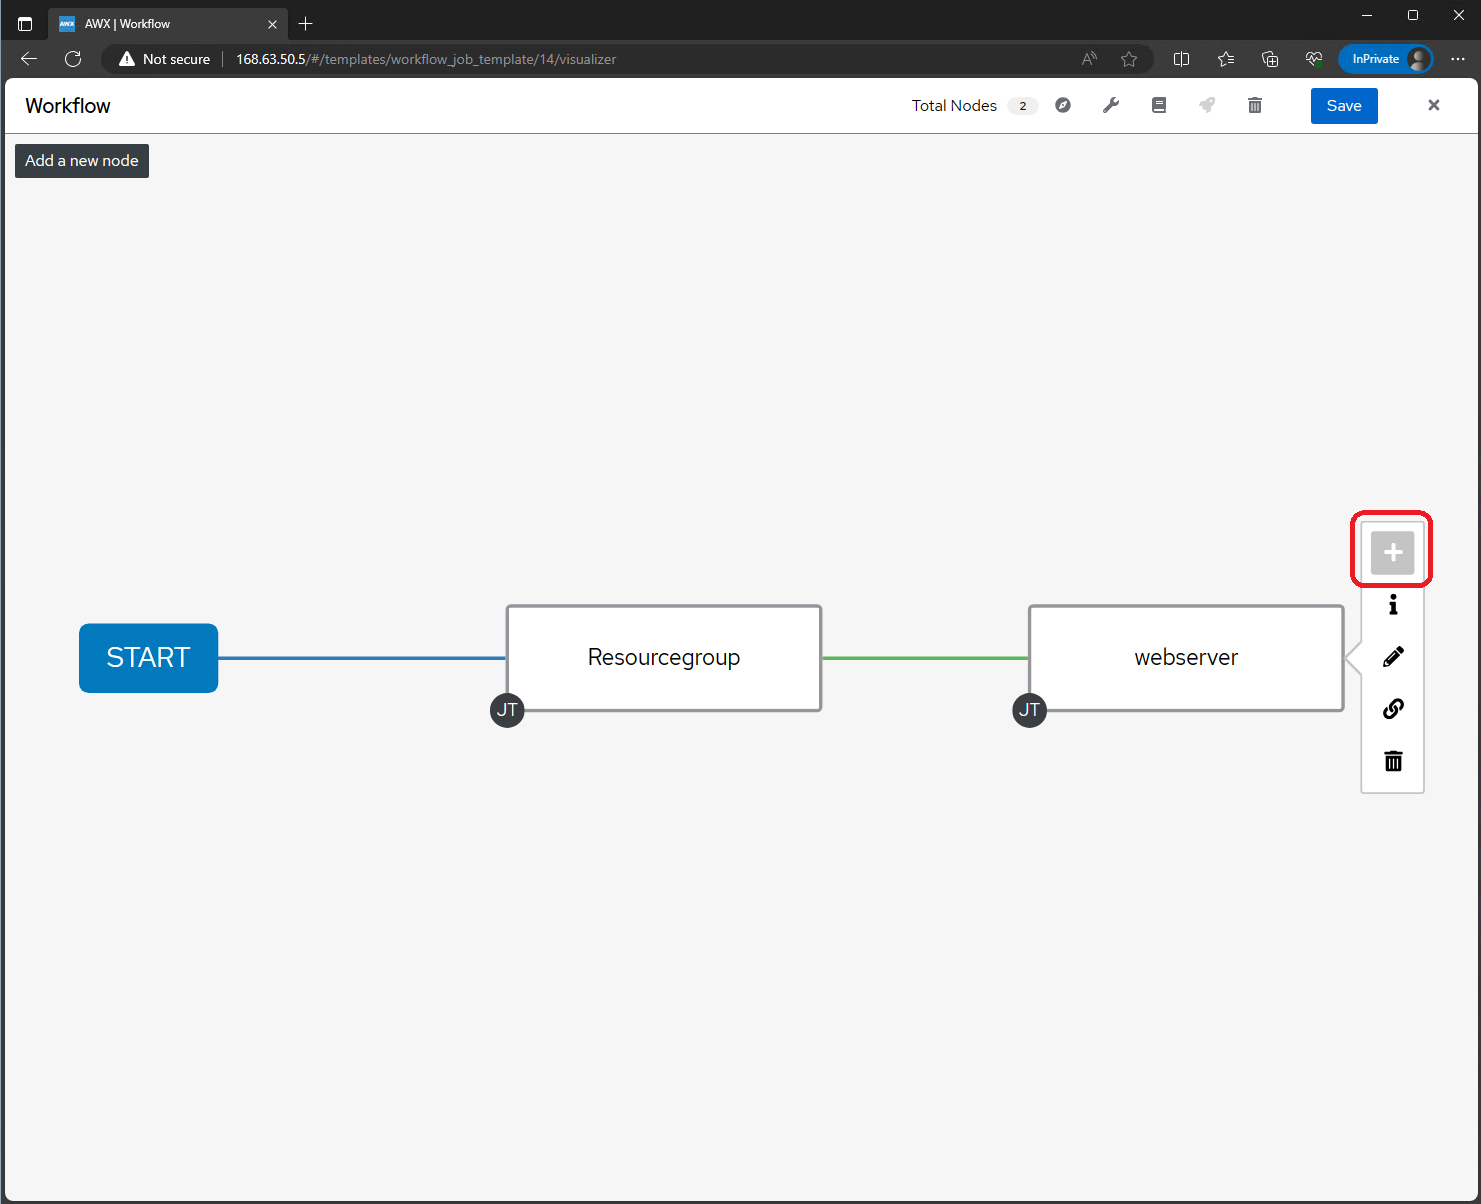 AWX | Workflow
Not secure
168.63.50.5/#/templates/workflow_job_template/14/visualizer
InPrivate
Workflow
Total Nodes 2
Save
Add a new node
START
Resourcegroup
webserver
JT
JT